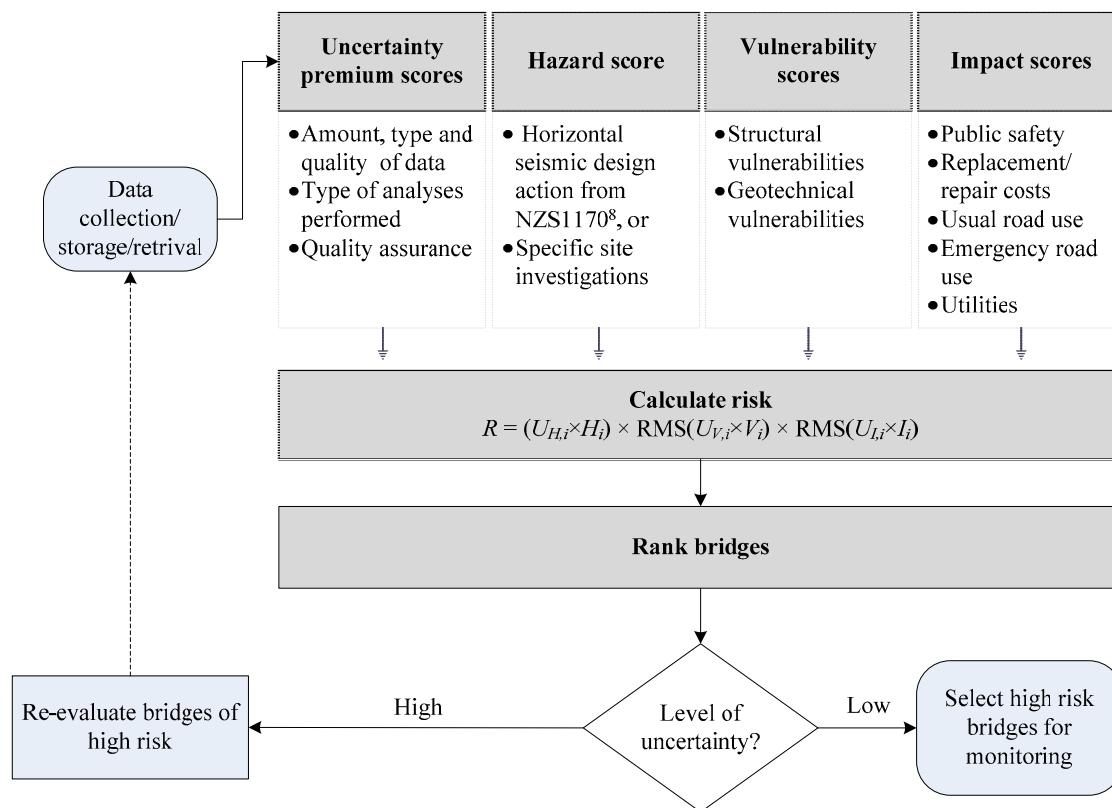 Uncertainty
premium scores
Hazard score
Vulnerability
scores
Impact scores
●Amount, type and
quality of data
●Type of analyses
performed
●Quality assurance
● Horizontal
seismic design
action from
NZS1170⁸, or
●Specific site
investigations
●Structural
vulnerabilities
●Geotechnical
vulnerabilities
●Public safety
●Replacement/
repair costs
●Usual road use
●Emergency road
use
●Utilities
Data
collection/
storage/retrival
Calculate risk
R = (U_{H,i}×H_i) × RMS(U_{V,i}×V_i) × RMS(U_{I,i}×I_i)
Rank bridges
Level of
uncertainty?
High
Low
Re-evaluate bridges of
high risk
Select high risk
bridges for
monitoring